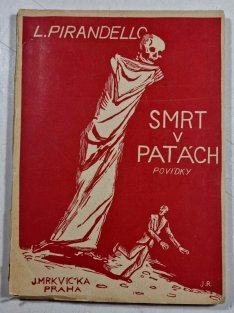 L. PIRANDELLO
SMRT
V
PATÁCH
POVÍDKY
J. MRKVIČKA
PRAHA
J.R.